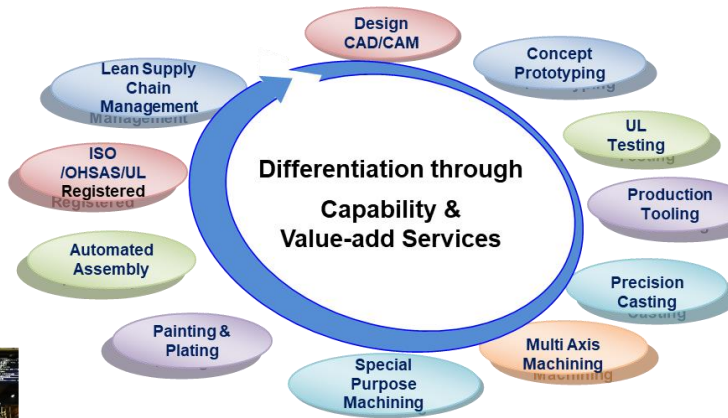 Design
CAD/CAM
Concept
Prototyping
UL
Testing
Production
Tooling
Precision
Casting
Multi Axis
Machining
Special
Purpose
Machining
Painting &
Plating
Automated
Assembly
ISO
/OHSAS/UL
Registered
Lean Supply
Chain
Management
Differentiation through
Capability &
Value-add Services